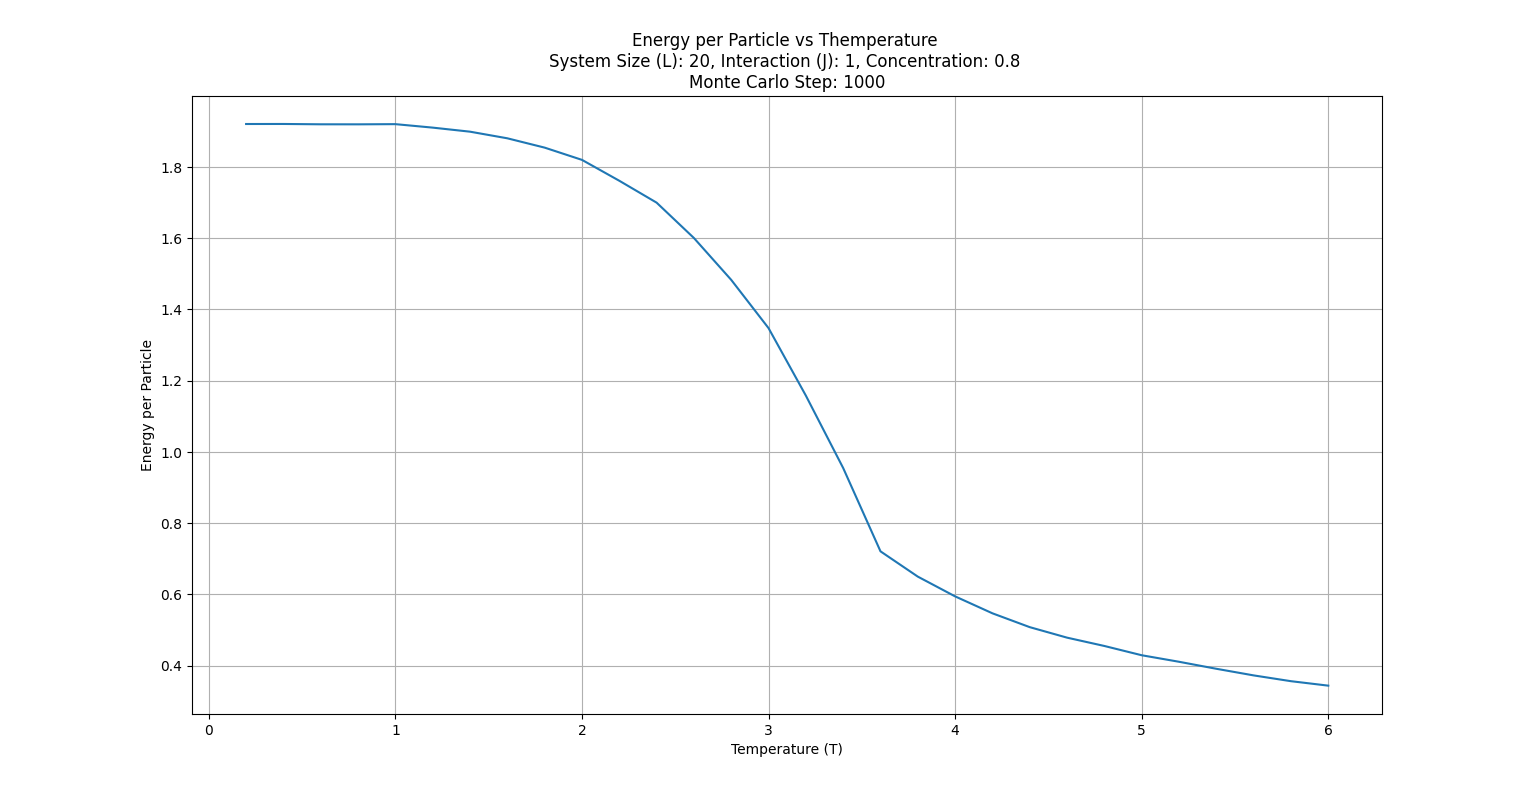 Energy per Particle vs Themperature
System Size (L): 20, Interaction (J): 1, Concentration: 0.8
Monte Carlo Step: 1000
Energy per Particle
1.8
1.6
1.4
1.2
1.0
0.8
0.6
0.4
0 1 2 3 4 5 6
Temperature (T)